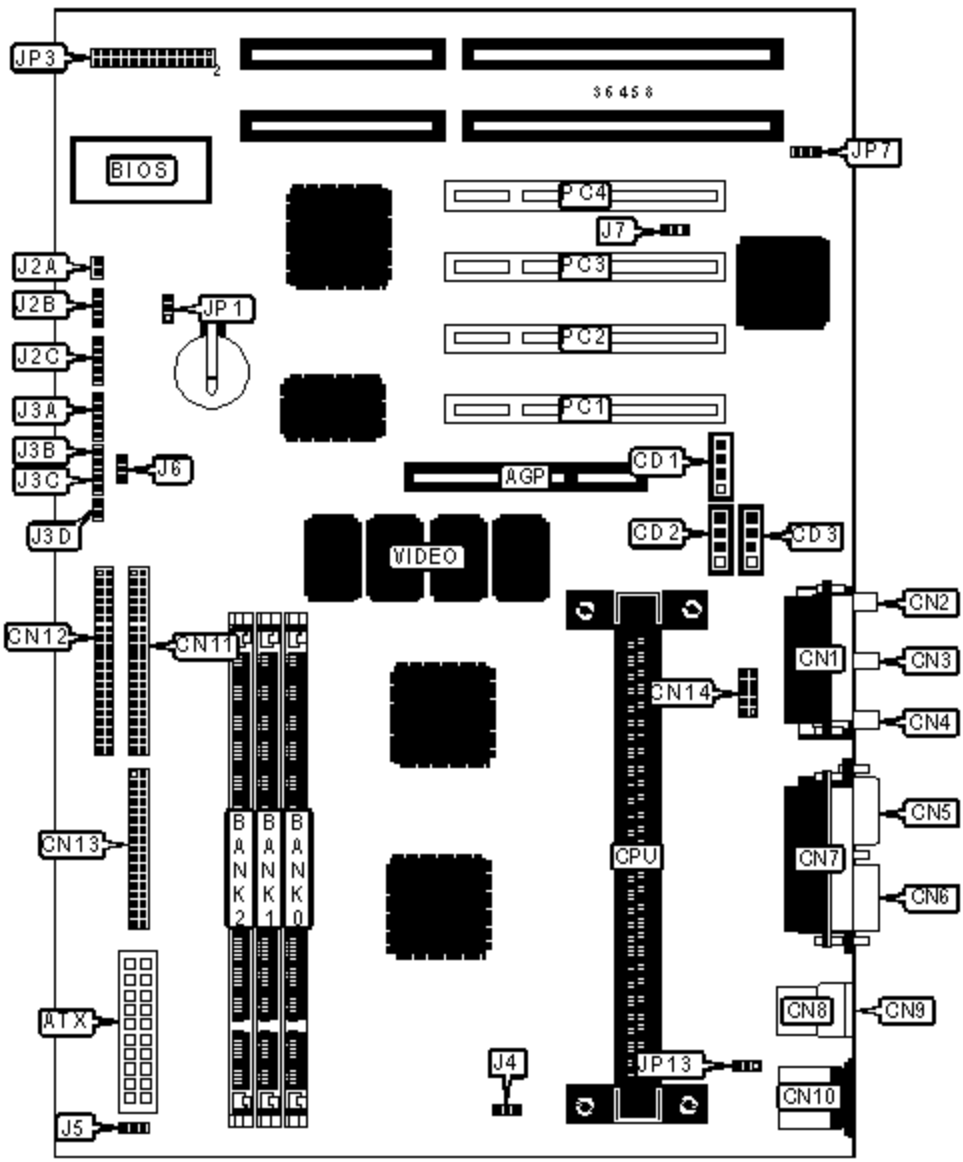 JP3
2
36458
JP7
BIOS
PC4
J7
J2A
PC3
J2B
JP1
PC2
J2C
J3A
PC1
J3B
J6
CD1
J3C
AGP
J3D
CD2
CD3
VIDEO
CN2
CN12
CN11
CN1
CN3
CN14
CN4
CN5
CN13
BANK2
BANK1
BANK0
CPU
CN7
CN6
ATX
CN8
CN9
J4
JP13
CN10
J5